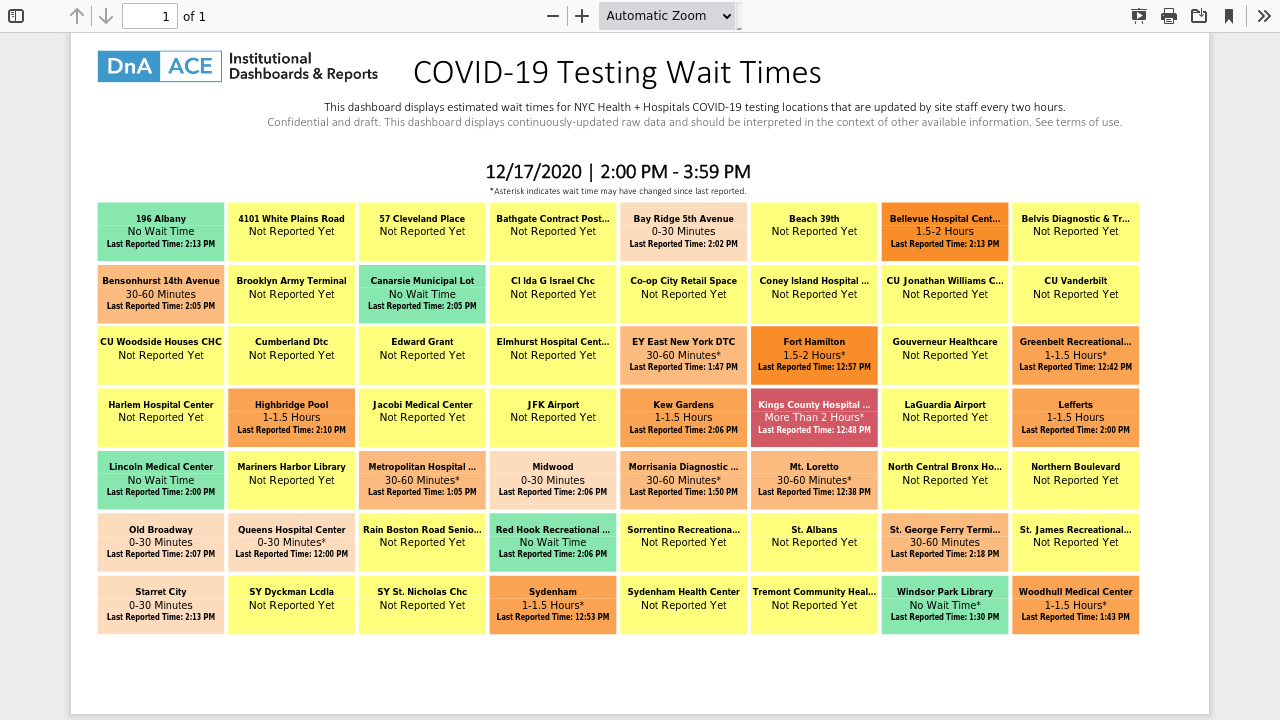 1 of 1 Automatic Zoom
DnA ACE Institutional
Dashboards & Reports
COVID-19 Testing Wait Times
This dashboard displays estimated wait times for NYC Health + Hospitals COVID-19 testing locations that are updated by site staff every two hours.
Confidential and draft. This dashboard displays continuously-updated raw data and should be interpreted in the context of other available information. See terms of use.
12/17/2020 | 2:00 PM - 3:59 PM
*Asterisk indicates wait time may have changed since last reported.
196 Albany
No Wait Time
Last Reported Time: 2:13 PM
4101 White Plains Road
Not Reported Yet
57 Cleveland Place
Not Reported Yet
Bathgate Contract Post...
Not Reported Yet
Bay Ridge 5th Avenue
0-30 Minutes
Last Reported Time: 2:02 PM
Beach 39th
Not Reported Yet
Bellevue Hospital Cent...
1.5-2 Hours
Last Reported Time: 2:13 PM
Belvis Diagnostic & Tr...
Not Reported Yet
Bensonhurst 14th Avenue
30-60 Minutes
Last Reported Time: 2:05 PM
Brooklyn Army Terminal
Not Reported Yet
Canarsie Municipal Lot
No Wait Time
Last Reported Time: 2:05 PM
Cl Ida G Israel Chc
Not Reported Yet
Co-op City Retail Space
Not Reported Yet
Coney Island Hospital ...
Not Reported Yet
CU Jonathan Williams C...
Not Reported Yet
CU Vanderbilt
Not Reported Yet
CU Woodside Houses CHC
Not Reported Yet
Cumberland Dtc
Not Reported Yet
Edward Grant
Not Reported Yet
Elmhurst Hospital Cent...
Not Reported Yet
EY East New York DTC
30-60 Minutes*
Last Reported Time: 1:47 PM
Fort Hamilton
1.5-2 Hours*
Last Reported Time: 12:57 PM
Gouverneur Healthcare
Not Reported Yet
Greenbelt Recreational...
1-1.5 Hours*
Last Reported Time: 12:42 PM
Harlem Hospital Center
Not Reported Yet
Highbridge Pool
1-1.5 Hours
Last Reported Time: 2:10 PM
Jacobi Medical Center
Not Reported Yet
JFK Airport
Not Reported Yet
Kew Gardens
1-1.5 Hours
Last Reported Time: 2:06 PM
Kings County Hospital ...
More Than 2 Hours*
Last Reported Time: 12:48 PM
LaGuardia Airport
Not Reported Yet
Lefferts
1-1.5 Hours
Last Reported Time: 2:00 PM
Lincoln Medical Center
No Wait Time
Last Reported Time: 2:00 PM
Mariners Harbor Library
Not Reported Yet
Metropolitan Hospital ...
30-60 Minutes*
Last Reported Time: 1:05 PM
Midwood
0-30 Minutes
Last Reported Time: 2:06 PM
Morrisania Diagnostic ...
30-60 Minutes*
Last Reported Time: 1:50 PM
Mt. Loretto
30-60 Minutes*
Last Reported Time: 12:38 PM
North Central Bronx Ho...
Not Reported Yet
Northern Boulevard
Not Reported Yet
Old Broadway
0-30 Minutes
Last Reported Time: 2:07 PM
Queens Hospital Center
0-30 Minutes*
Last Reported Time: 12:00 PM
Rain Boston Road Senio...
Not Reported Yet
Red Hook Recreational ...
No Wait Time
Last Reported Time: 2:06 PM
Sorrentino Recreationa...
Not Reported Yet
St. Albans
Not Reported Yet
St. George Ferry Termi...
30-60 Minutes
Last Reported Time: 2:18 PM
St. James Recreational...
Not Reported Yet
Starret City
0-30 Minutes
Last Reported Time: 2:13 PM
SY Dyckman Lcdla
Not Reported Yet
SY St. Nicholas Chc
Not Reported Yet
Sydenham
1-1.5 Hours*
Last Reported Time: 12:53 PM
Sydenham Health Center
Not Reported Yet
Tremont Community Heal...
Not Reported Yet
Windsor Park Library
No Wait Time*
Last Reported Time: 1:30 PM
Woodhull Medical Center
1-1.5 Hours*
Last Reported Time: 1:43 PM